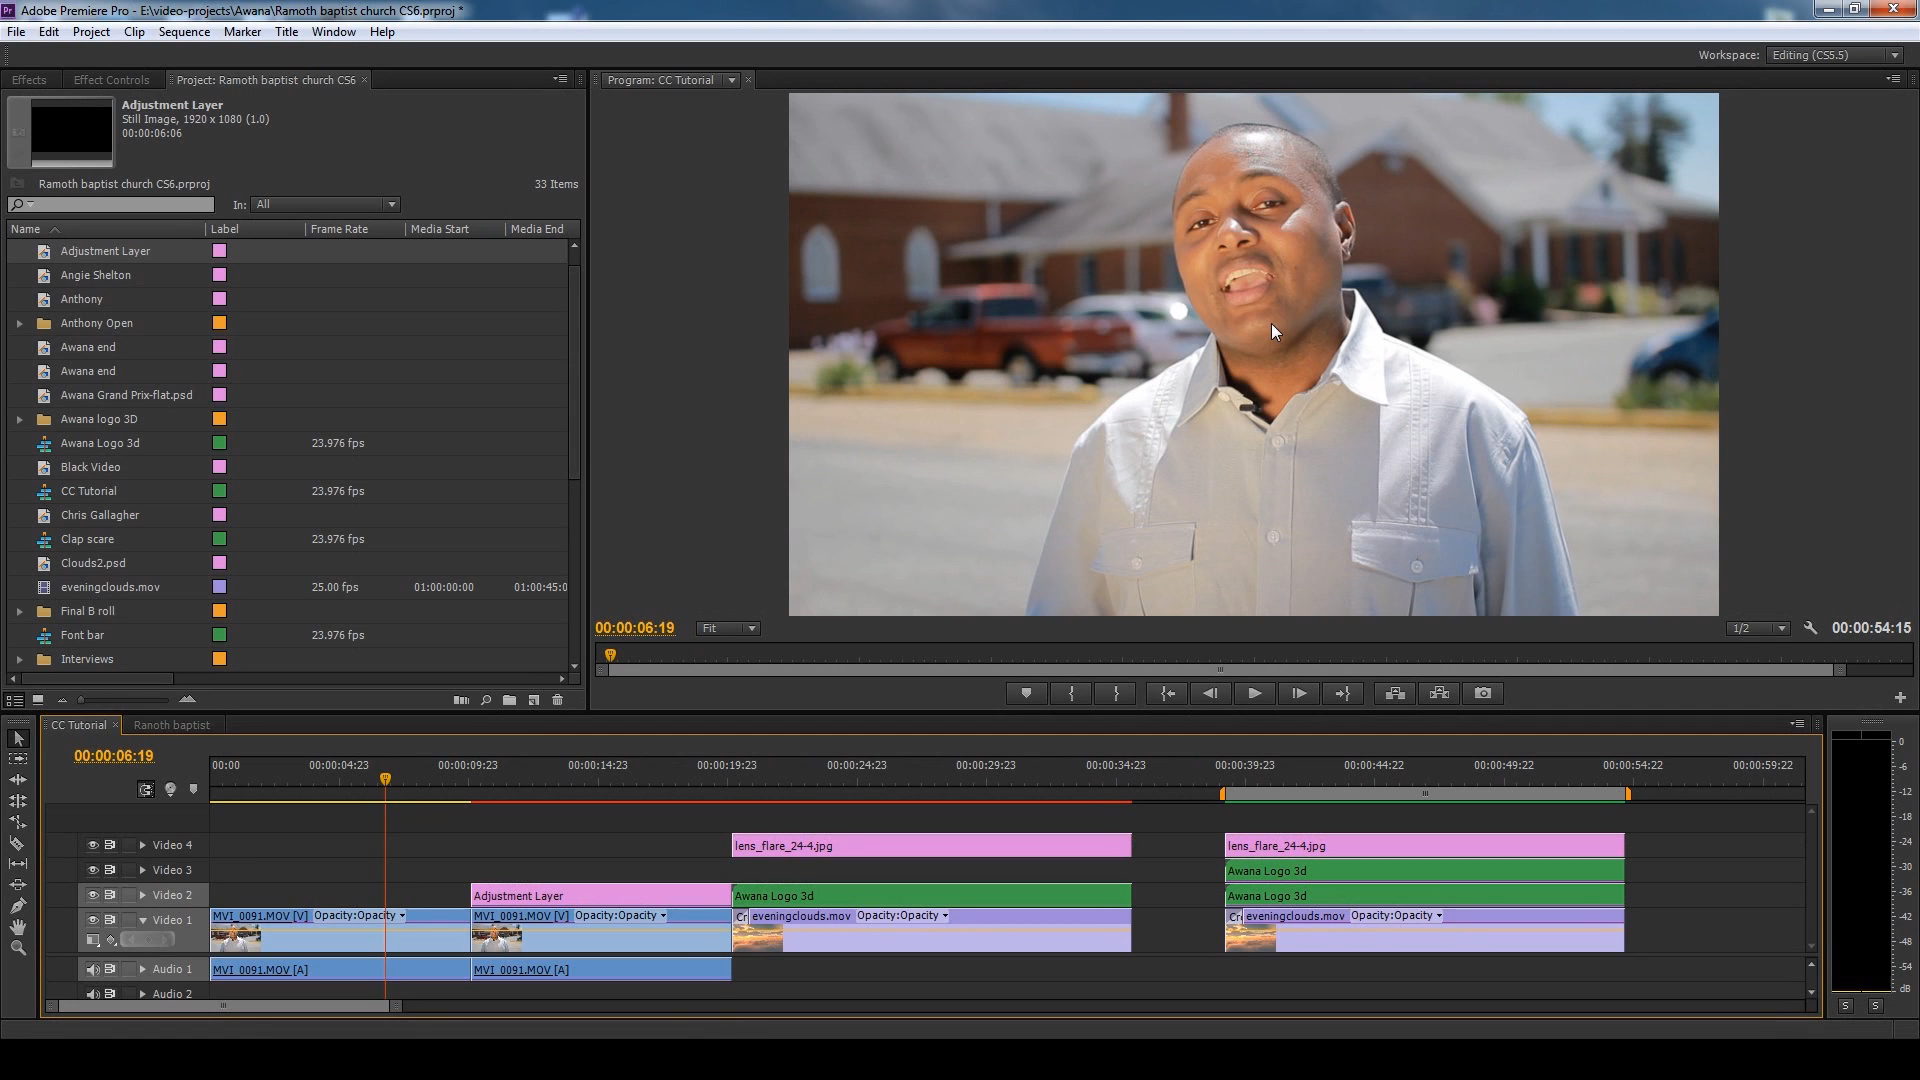 Adobe Premiere Pro - E:\video-projects\Awana\Ramoth baptist church CS6.prproj *
File Edit Project Clip Sequence Marker Title Window Help
Workspace: Editing (CS5.5)
Effects Effect Controls Project: Ramoth baptist church CS6
Program: CC Tutorial
Adjustment Layer
Still Image, 1920 x 1080 (1.0)
00:00:06:06
Ramoth baptist church CS6.prproj 33 Items
In: All
Name Label Frame Rate Media Start Media End
Adjustment Layer
Angie Shelton
Anthony
Anthony Open
Awana end
Awana end
Awana Grand Prix-flat.psd
Awana logo 3D
Awana Logo 3d 23.976 fps
Black Video
CC Tutorial 23.976 fps
Chris Gallagher
Clap scare 23.976 fps
Clouds2.psd
eveningclouds.mov 25.00 fps 01:00:00:00 01:00:45:0
Final B roll
Font bar 23.976 fps
Interviews
00:00:06:19 Fit 1/2 00:00:54:15
CC Tutorial Ranoth baptist
00:00:06:19
00:00 00:00:04:23 00:00:09:23 00:00:14:23 00:00:19:23 00:00:24:23 00:00:29:23 00:00:34:23 00:00:39:23 00:00:44:22 00:00:49:22 00:00:54:22 00:00:59:22
Video 4 lens_flare_24-4.jpg lens_flare_24-4.jpg
Video 3 Awana Logo 3d
Video 2 Adjustment Layer Awana Logo 3d Awana Logo 3d
Video 1 MVI_0091.MOV [V] Opacity:Opacity MVI_0091.MOV [V] Opacity:Opacity Cr eveningclouds.mov Opacity:Opacity Cr eveningclouds.mov Opacity:Opacity
Audio 1 MVI_0091.MOV [A] MVI_0091.MOV [A]
Audio 2
0
-6
-12
-18
-24
-30
-36
-42
-48
-54
dB
S S